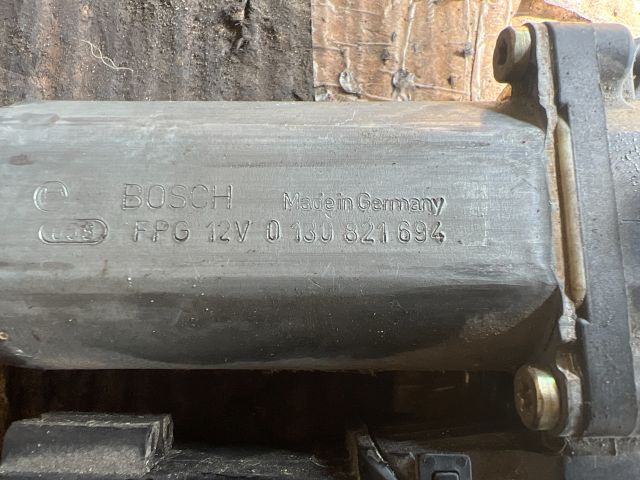 BOSCH Made in Germany
FPG 12V 0 130 821 694